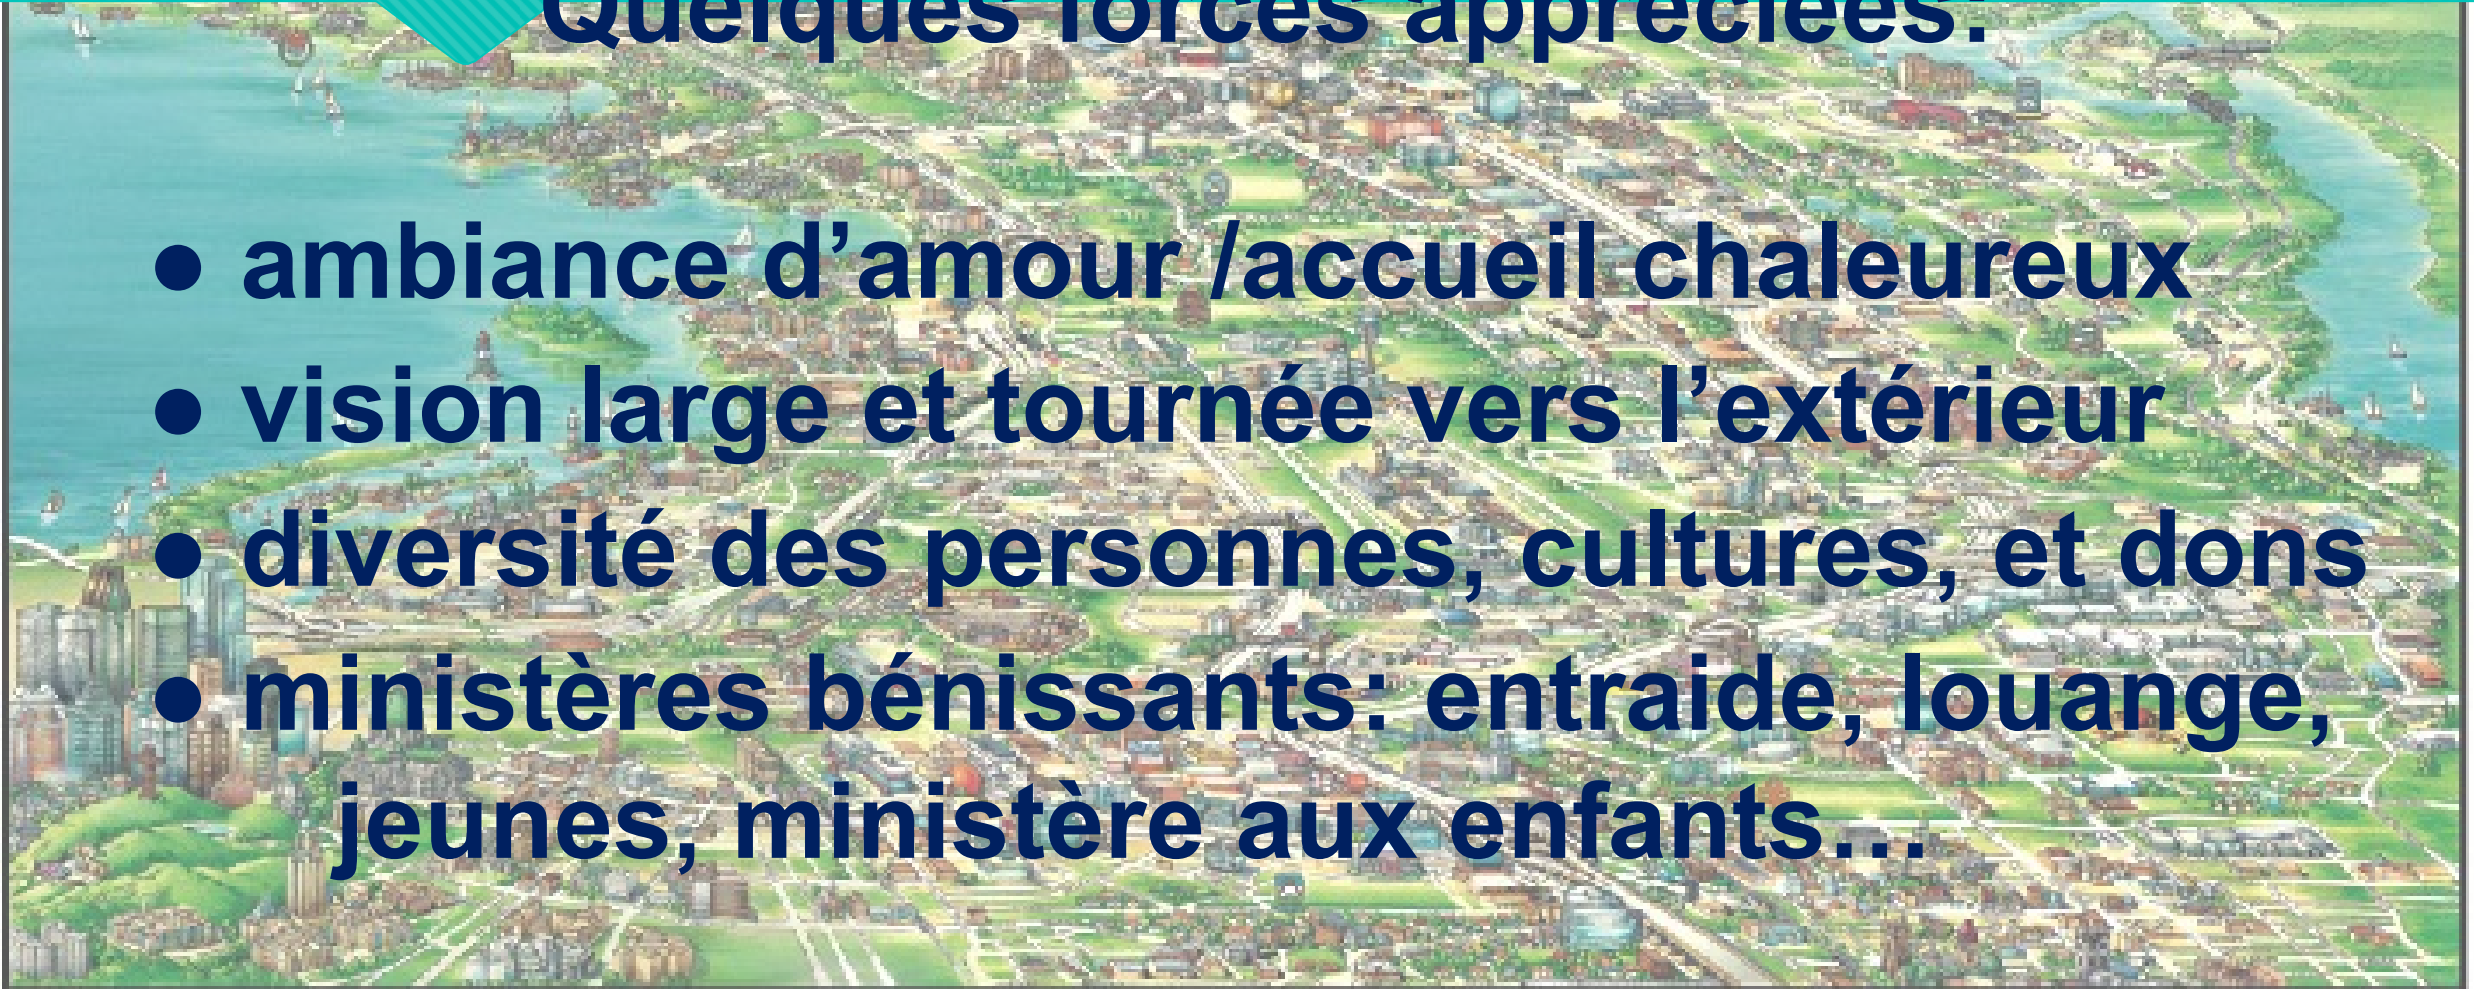 Quelques forces appréciées:
● ambiance d’amour /accueil chaleureux
● vision large et tournée vers l’extérieur
● diversité des personnes, cultures, et dons
● ministères bénissants: entraide, louange,
jeunes, ministère aux enfants…